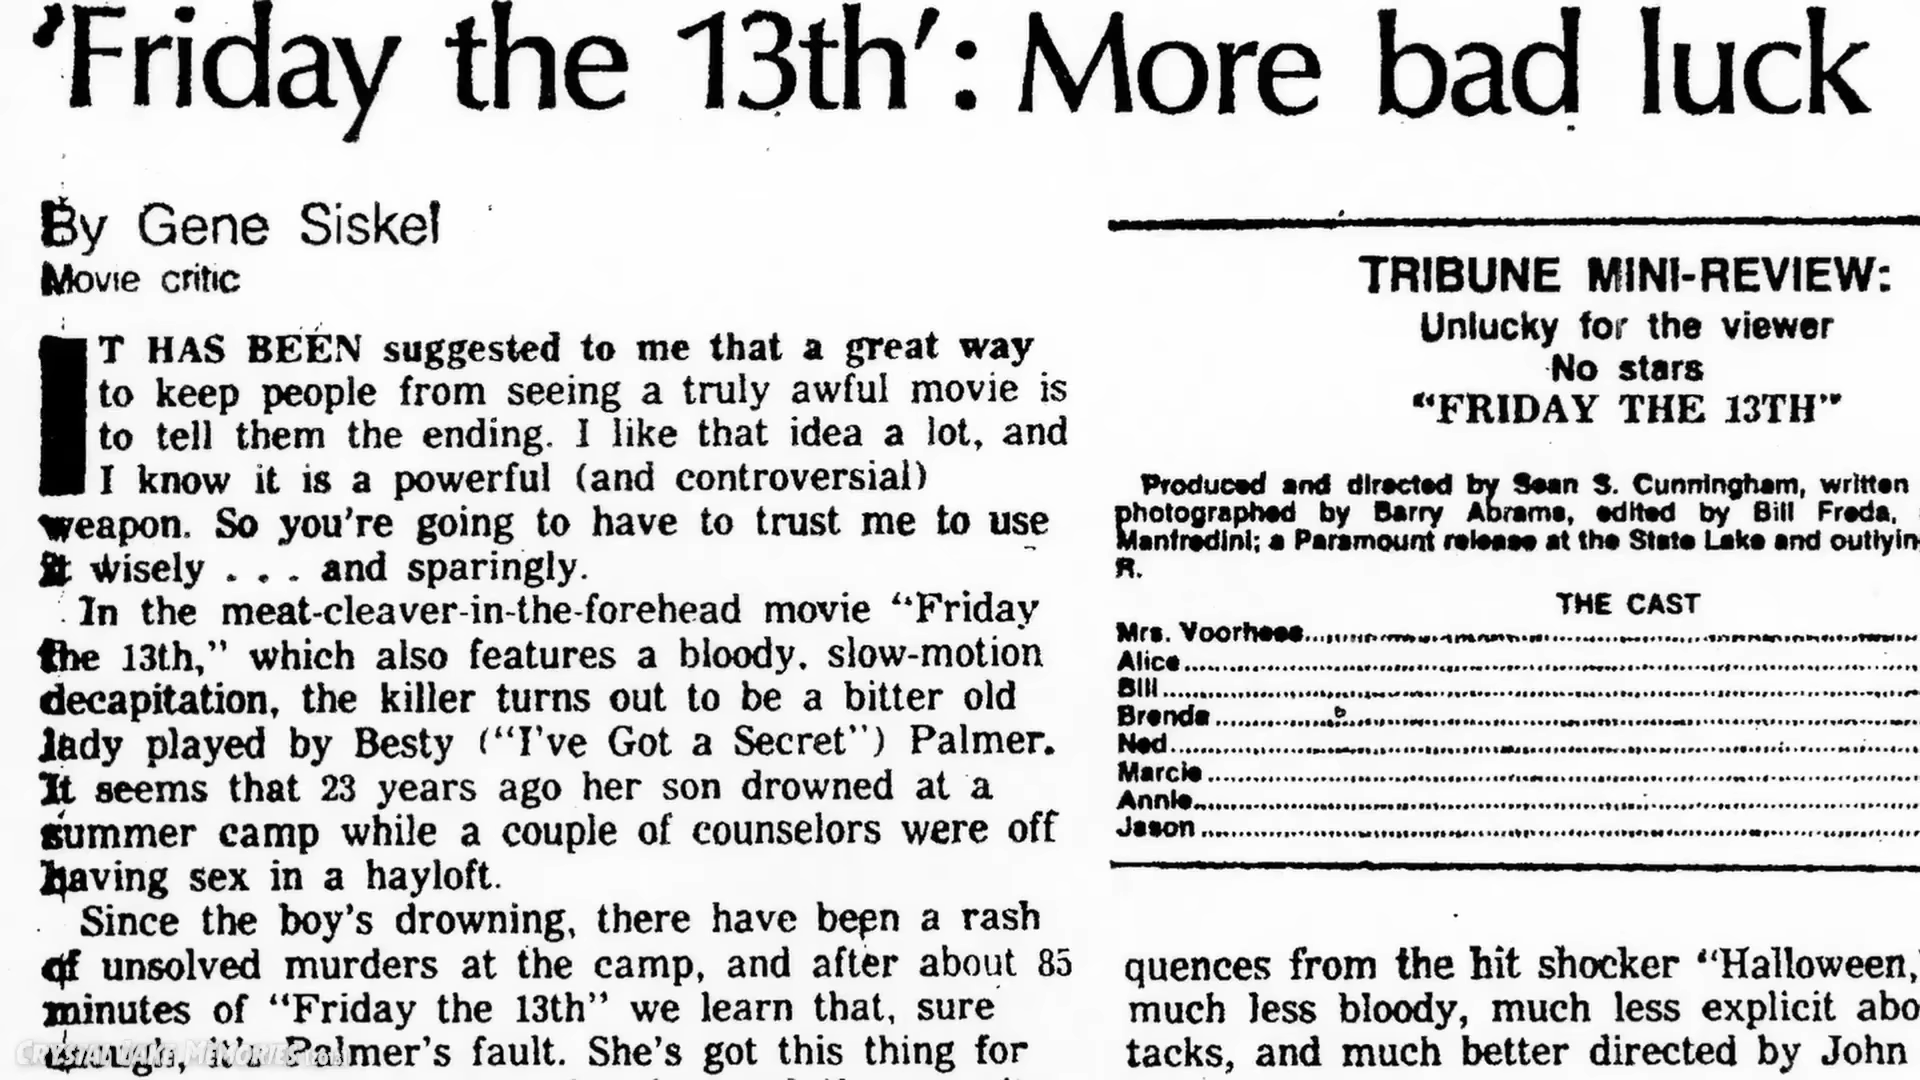 'Friday the 13th': More bad luck
By Gene Siskel
Movie critic
IT HAS BEEN suggested to me that a great way
to keep people from seeing a truly awful movie is
to tell them the ending. I like that idea a lot, and
I know it is a powerful (and controversial)
weapon. So you're going to have to trust me to use
it wisely . . . and sparingly.
In the meat-cleaver-in-the-forehead movie "Friday
the 13th," which also features a bloody, slow-motion
decapitation, the killer turns out to be a bitter old
lady played by Besty ("I've Got a Secret") Palmer.
It seems that 23 years ago her son drowned at a
summer camp while a couple of counselors were off
having sex in a hayloft.
Since the boy's drowning, there have been a rash
of unsolved murders at the camp, and after about 85
minutes of "Friday the 13th" we learn that, sure
enough, it's Palmer's fault. She's got this thing for
TRIBUNE MINI-REVIEW:
Unlucky for the viewer
No stars
"FRIDAY THE 13TH"
Produced and directed by Sean S. Cunningham, written
photographed by Barry Abrams, edited by Bill Freda,
Manfredini; a Paramount release at the State Lake and outlyin
R.
THE CAST
Mrs. Voorhees
Alice
Bill
Brenda
Ned
Marcie
Annie
Jason
quences from the hit shocker "Halloween,"
much less bloody, much less explicit abo
tacks, and much better directed by John
CRYSTAL LAKE MEMORIES